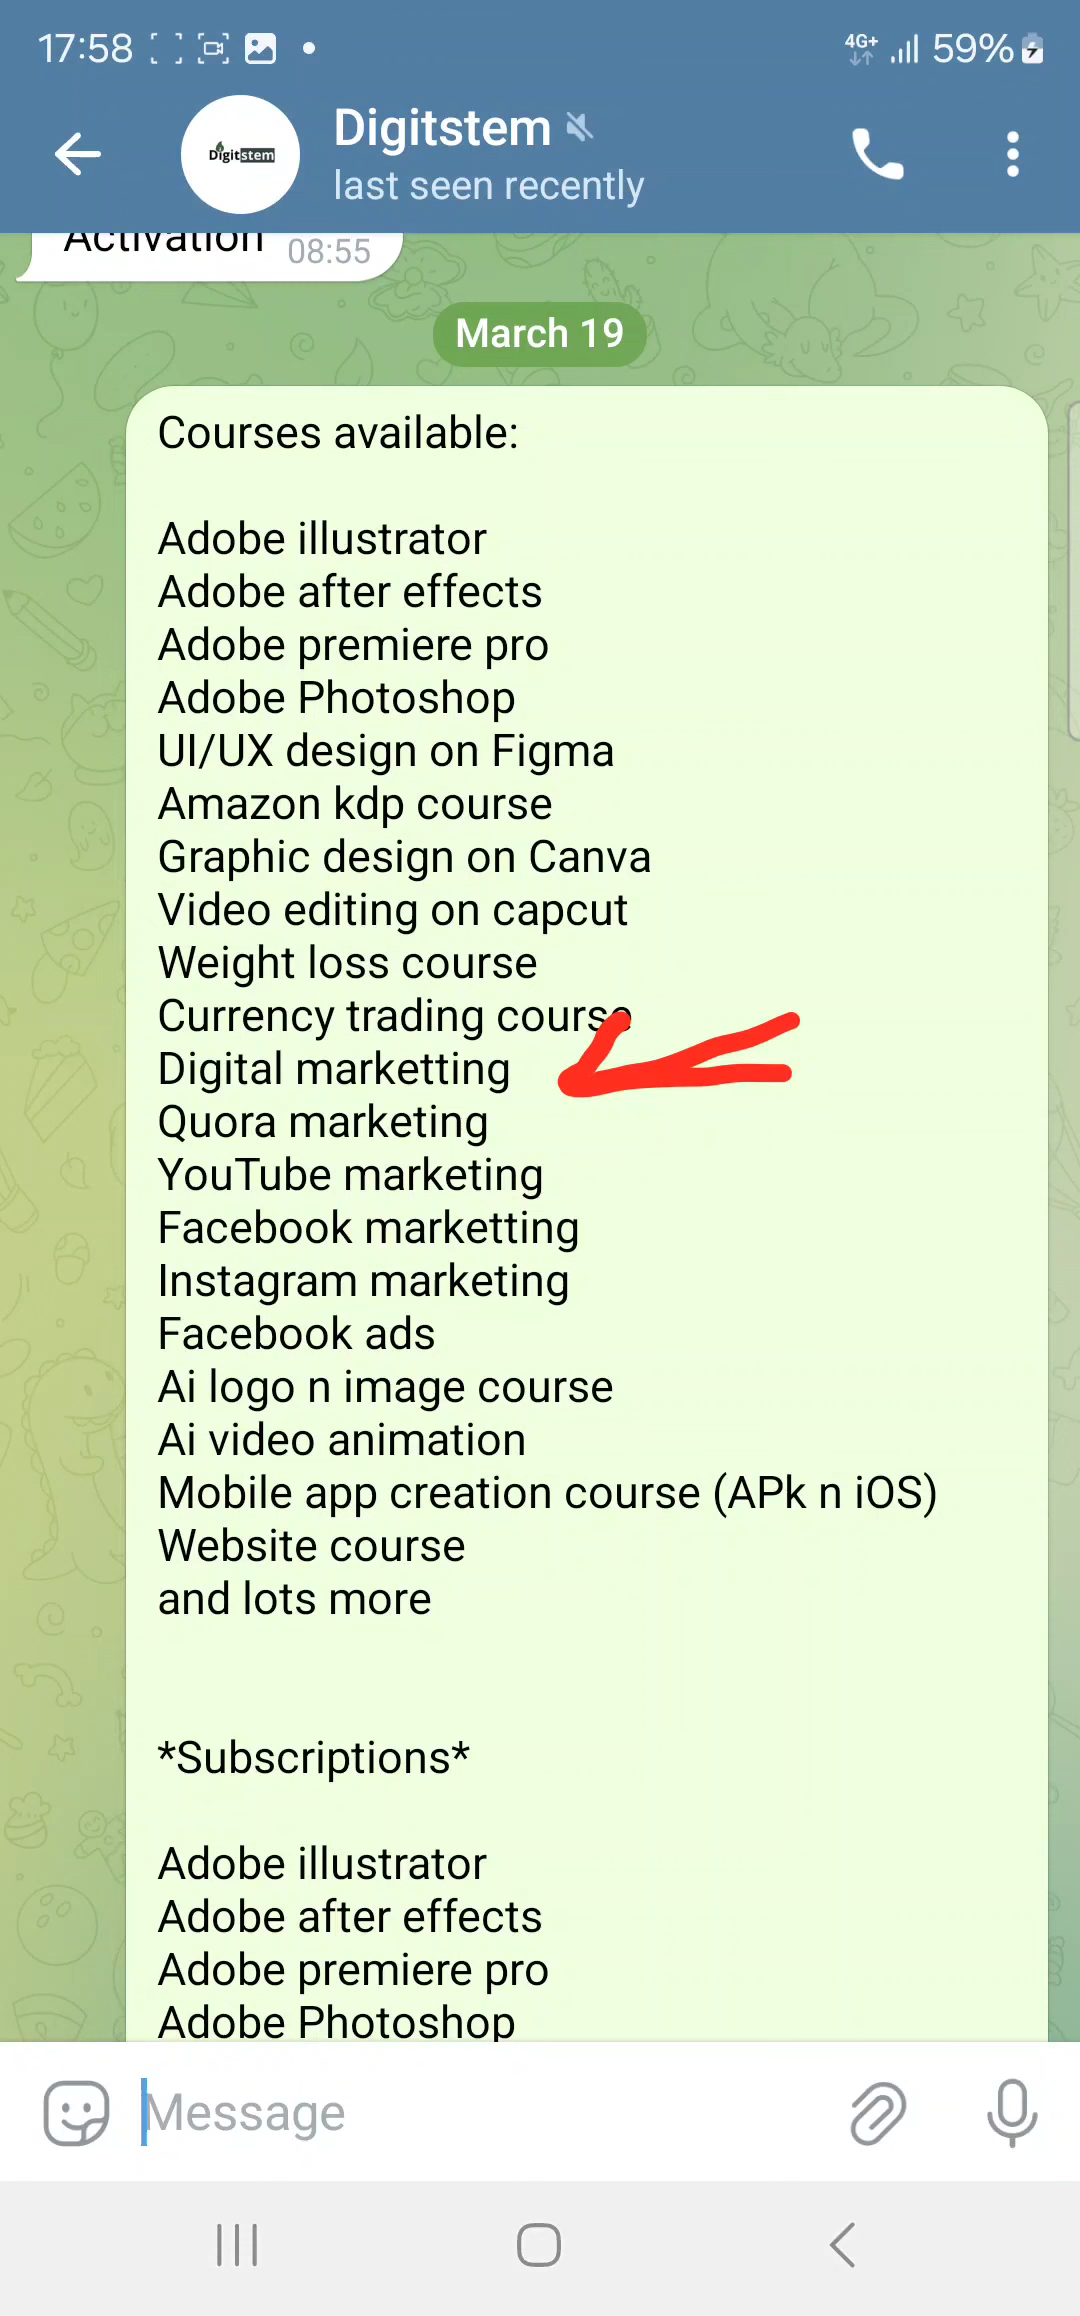 17:58
4G+ 59%
Digitstem
Digitstem
last seen recently
Activation 08:55
March 19
Courses available:
Adobe illustrator
Adobe after effects
Adobe premiere pro
Adobe Photoshop
UI/UX design on Figma
Amazon kdp course
Graphic design on Canva
Video editing on capcut
Weight loss course
Currency trading course
Digital marketting
Quora marketing
YouTube marketing
Facebook marketting
Instagram marketing
Facebook ads
Ai logo n image course
Ai video animation
Mobile app creation course (APk n iOS)
Website course
and lots more
*Subscriptions*
Adobe illustrator
Adobe after effects
Adobe premiere pro
Adobe Photoshop
Message